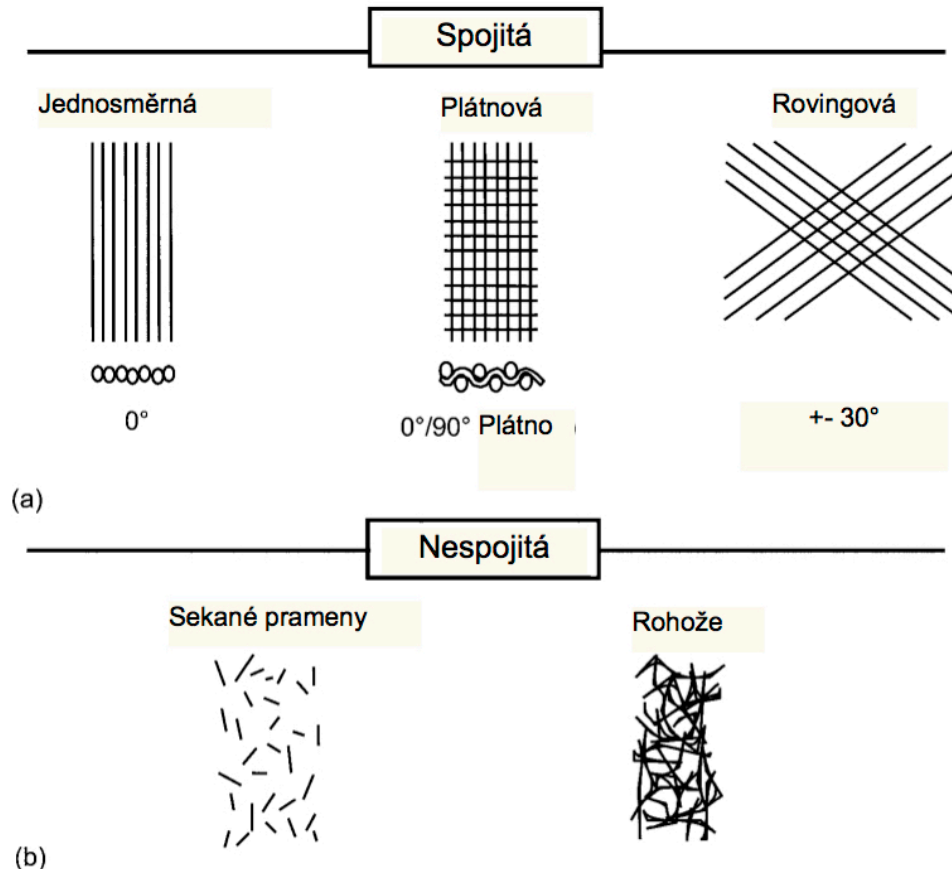 Spojitá
Jednosměrná
Plátnová
Rovingová
0°
0°/90° Plátno
+- 30°
(a)
Nespojitá
Sekané prameny
Rohože
(b)